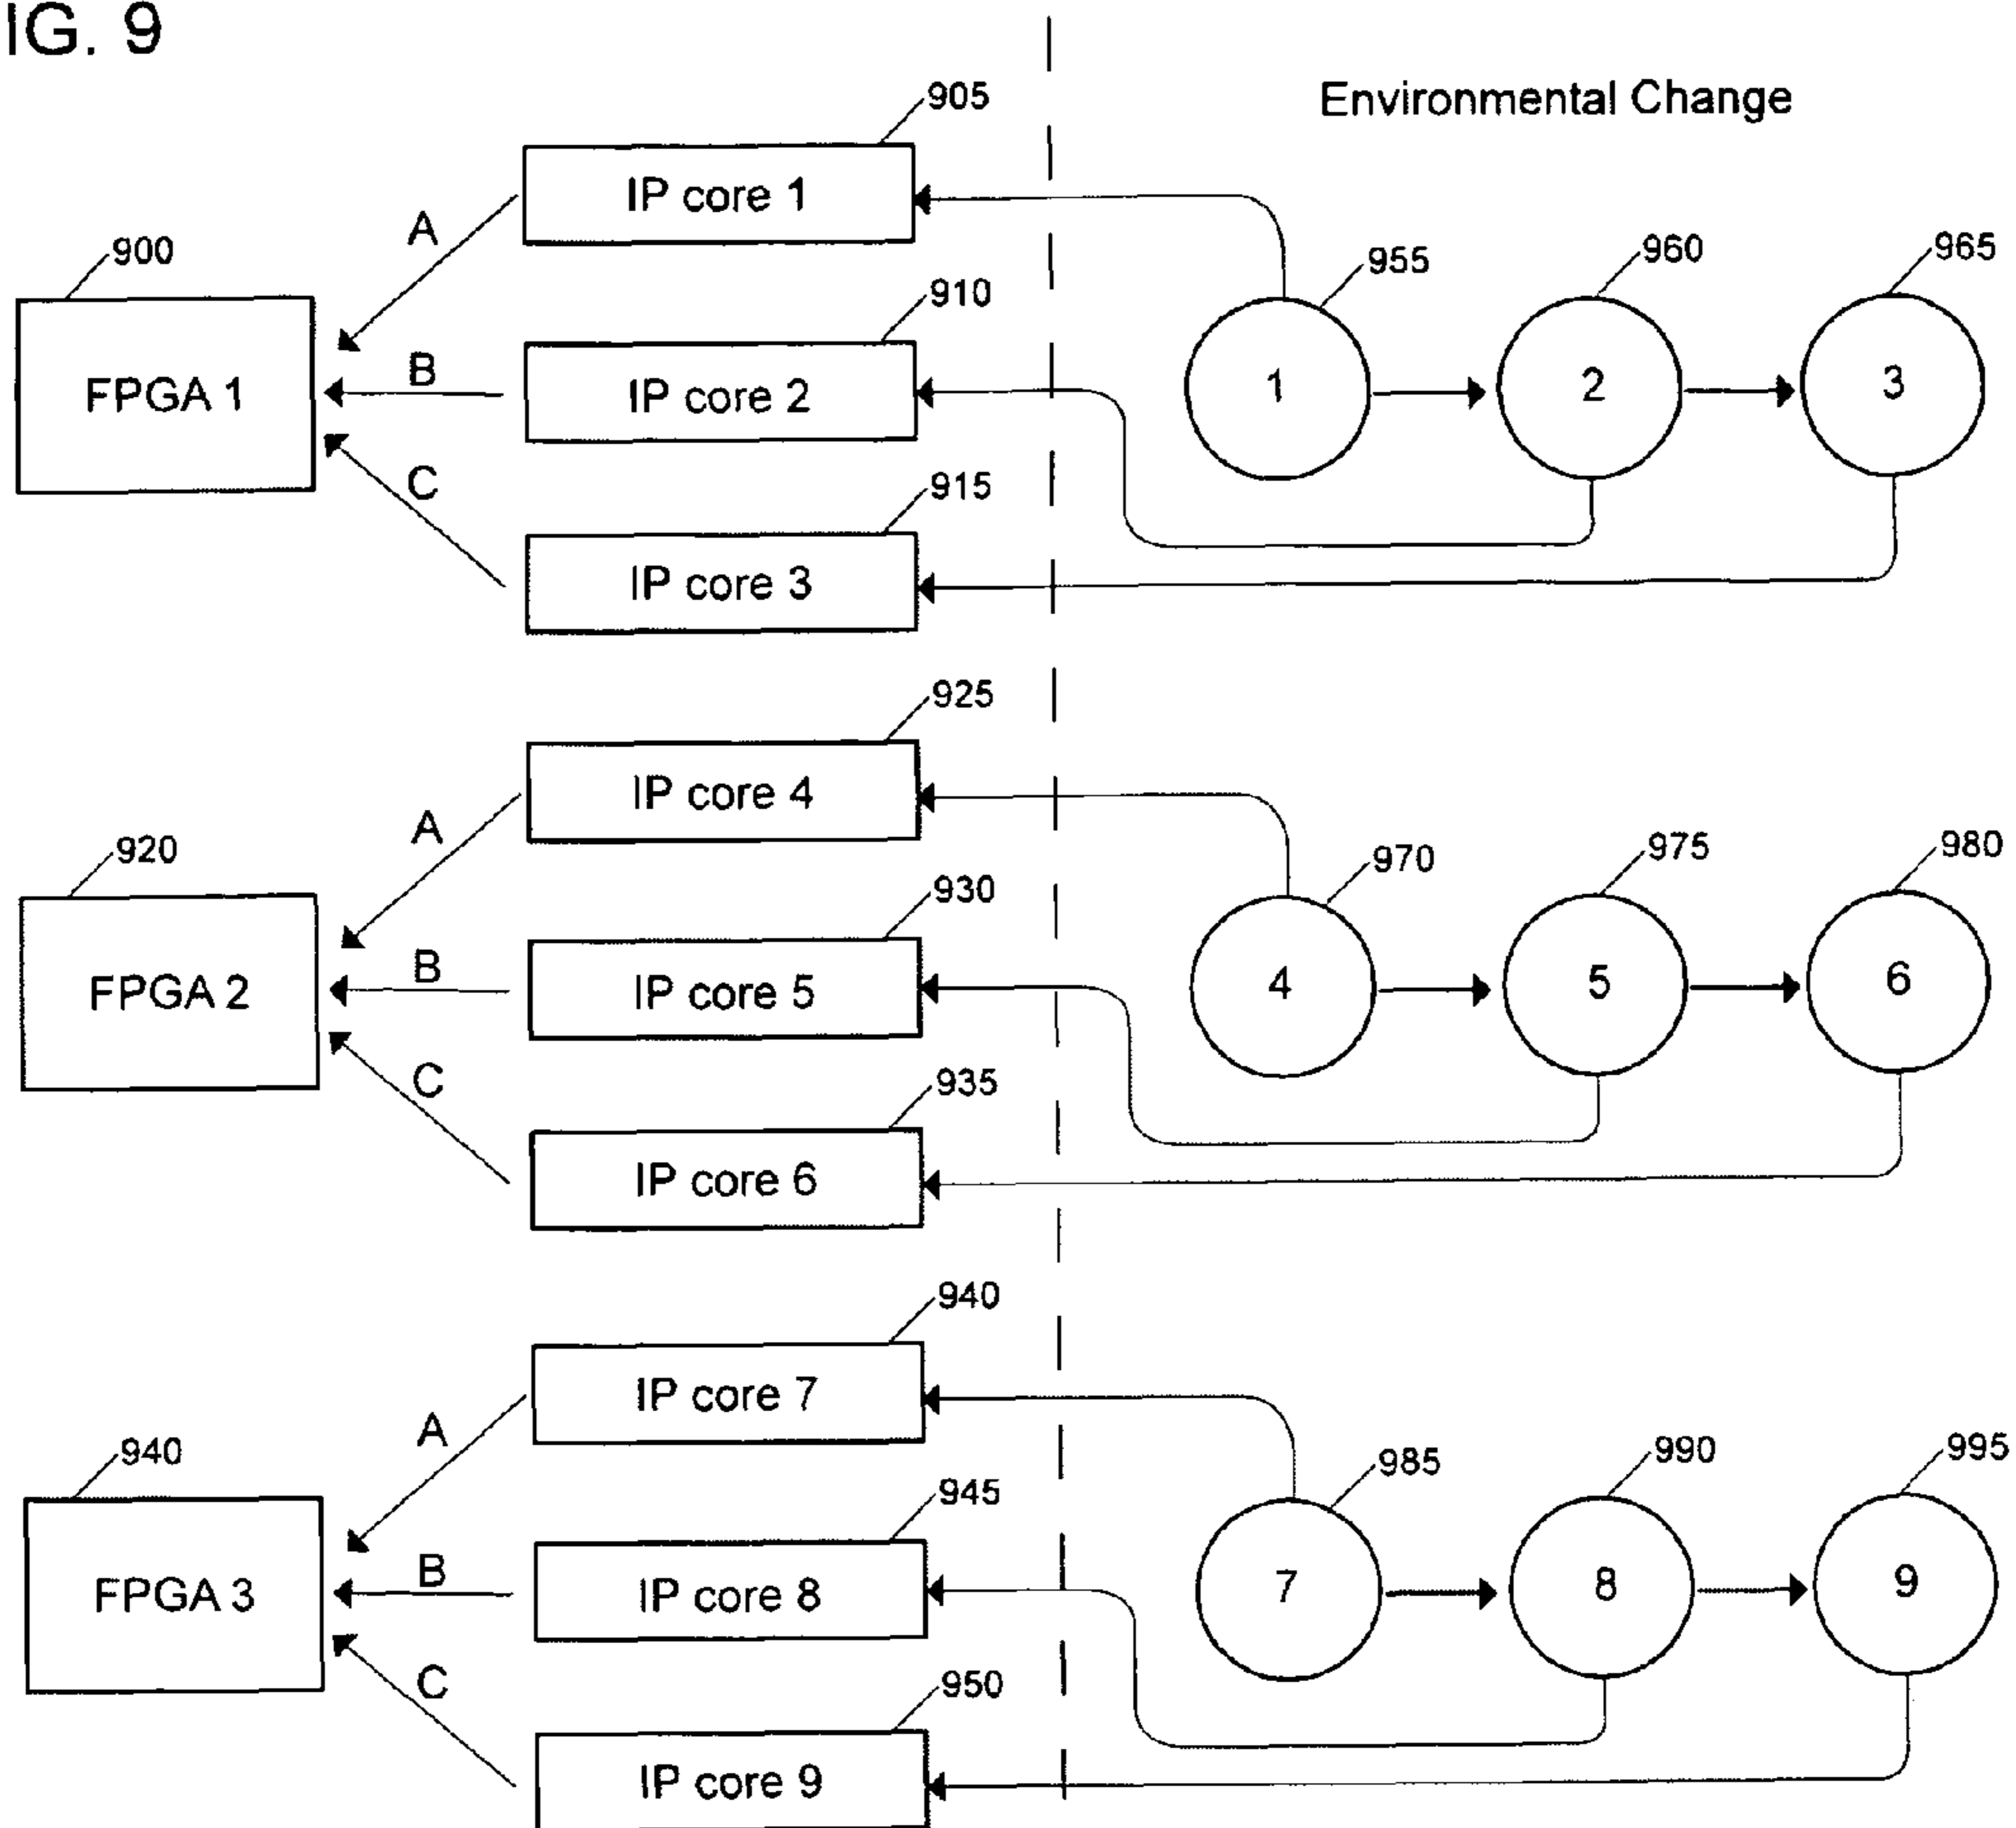 IG. 9
Environmental Change
905
IP core 1
A
900
910
955
960
965
FPGA 1
B
IP core 2
1
2
3
C
915
IP core 3
925
IP core 4
A
920
930
970
975
980
FPGA 2
B
IP core 5
4
5
6
C
935
IP core 6
940
IP core 7
A
940
945
985
990
995
FPGA 3
B
IP core 8
7
8
9
C
950
IP core 9